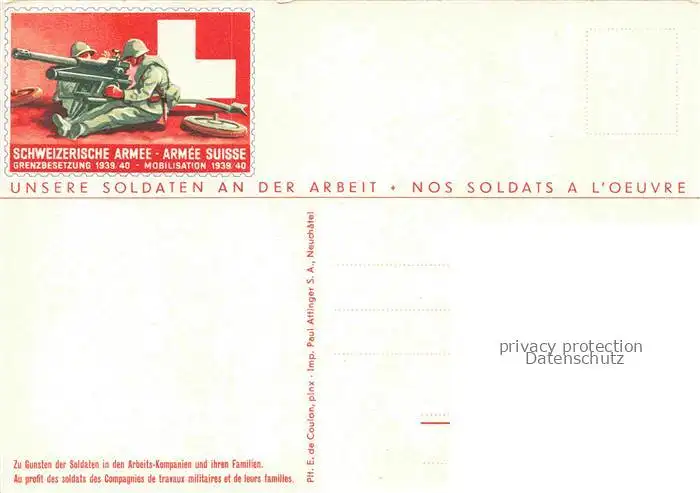 SCHWEIZERISCHE ARMEE - ARMÉE SUISSE
GRENZBESETZUNG 1939/40 - MOBILISATION 1939/40
UNSERE SOLDATEN AN DER ARBEIT + NOS SOLDATS A L'OEUVRE
Ph. E. de Coulon, pinx · Imp. Paul Attinger S. A., Neuchâtel
privacy protection
Datenschutz
Zu Gunsten der Soldaten in den Arbeits-Kompanien und ihren Familien.
Au profit des soldats des Compagnies de travaux militaires et de leurs familles.